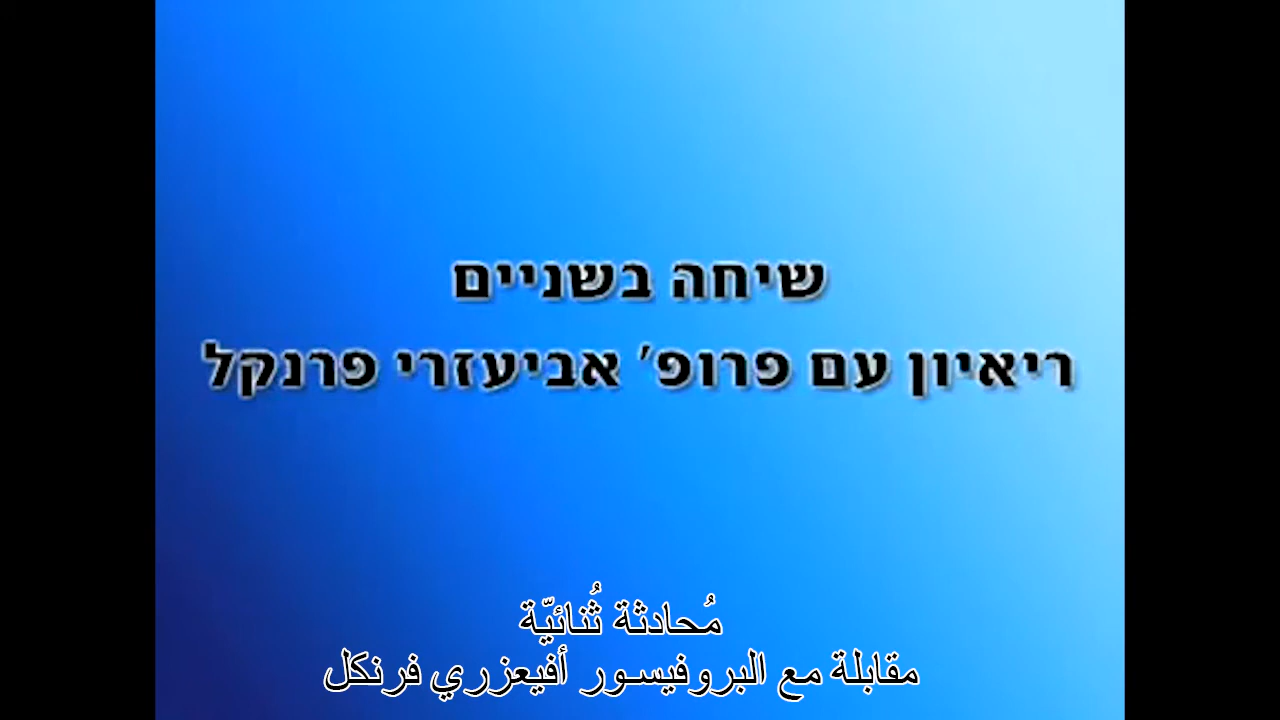 שיחה בשניים
ריאיון עם פרופ' אביעזרי פרנקל
مُحادثة ثُنائيّة
مقابلة مع البروفيسور أفيعزري فرنكل